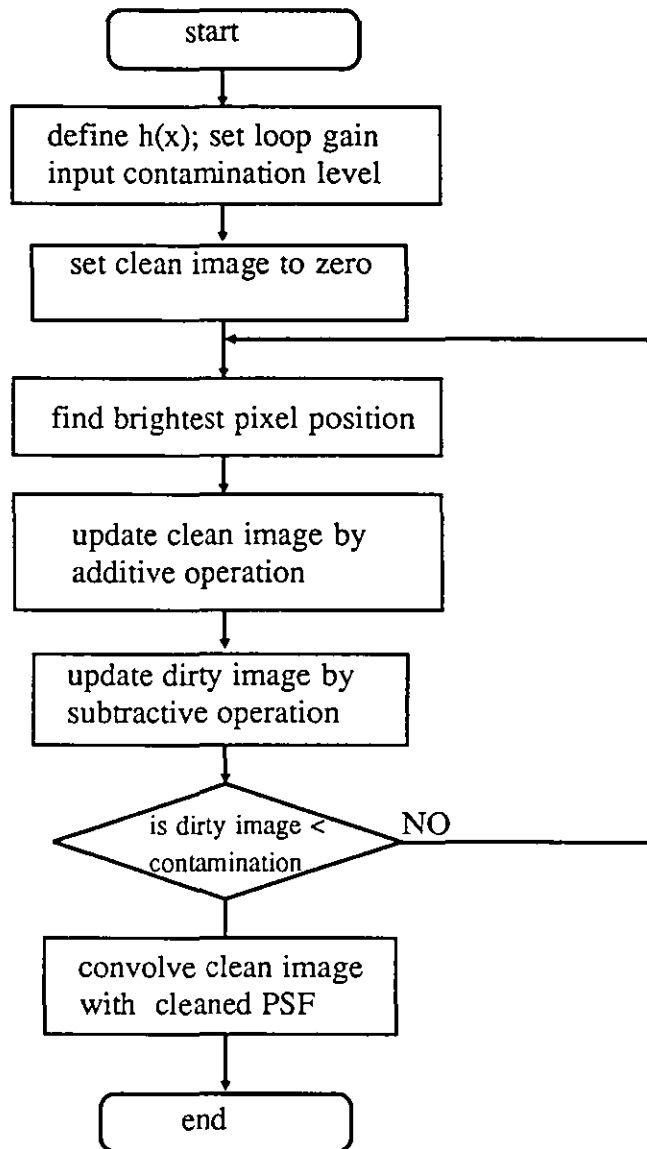 start
define h(x); set loop gain
input contamination level
set clean image to zero
find brightest pixel position
update clean image by
additive operation
update dirty image by
subtractive operation
is dirty image <
contamination
NO
convolve clean image
with cleaned PSF
end